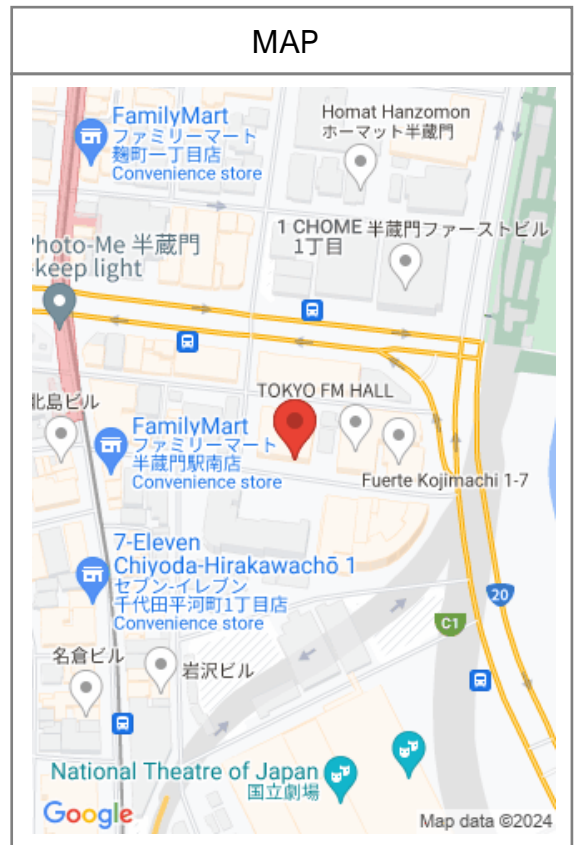 MAP
FamilyMart
ファミリーマート
麹町一丁目店
Convenience store
Homat Hanzomon
ホーマット半蔵門
1 CHOME
1丁目
半蔵門ファーストビル
Photo-Me 半蔵門
-keep light
TOKYO FM HALL
北島ビル
FamilyMart
ファミリーマート
半蔵門駅南店
Convenience store
Fuerte Kojimachi 1-7
7-Eleven
Chiyoda-Hirakawachō 1
セブン-イレブン
千代田平河町1丁目店
Convenience store
20
C1
名倉ビル
岩沢ビル
National Theatre of Japan
国立劇場
Google
Map data ©2024